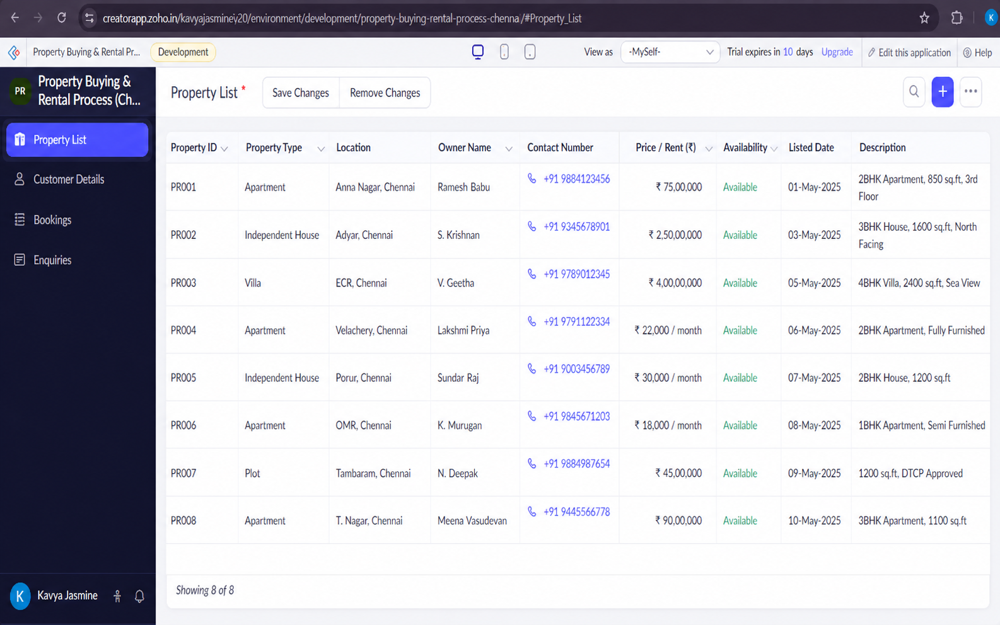 creatorapp.zoho.in/kavyajasminey20/environment/development/property-buying-rental-process-chenna/#Property_List
K
Property Buying & Rental Pr...
Development
View as
-MySelf-
Trial expires in 10 days
Upgrade
Edit this application
Help
PR
Property Buying &
Rental Process (Ch...
Property List *
Save Changes
Remove Changes
+
Property List
Customer Details
Bookings
Enquiries
Property ID Property Type Location Owner Name Contact Number Price / Rent (₹) Availability Listed Date Description
PR001 Apartment Anna Nagar, Chennai Ramesh Babu +91 9884123456 ₹ 75,00,000 Available 01-May-2025 2BHK Apartment, 850 sq.ft, 3rd
Floor
PR002 Independent House Adyar, Chennai S. Krishnan +91 9345678901 ₹ 2,50,00,000 Available 03-May-2025 3BHK House, 1600 sq.ft, North
Facing
PR003 Villa ECR, Chennai V. Geetha +91 9789012345 ₹ 4,00,00,000 Available 05-May-2025 4BHK Villa, 2400 sq.ft, Sea View
PR004 Apartment Velachery, Chennai Lakshmi Priya +91 9791122334 ₹ 22,000 / month Available 06-May-2025 2BHK Apartment, Fully Furnished
PR005 Independent House Porur, Chennai Sundar Raj +91 9003456789 ₹ 30,000 / month Available 07-May-2025 2BHK House, 1200 sq.ft
PR006 Apartment OMR, Chennai K. Murugan +91 9845671203 ₹ 18,000 / month Available 08-May-2025 1BHK Apartment, Semi Furnished
PR007 Plot Tambaram, Chennai N. Deepak +91 9884987654 ₹ 45,00,000 Available 09-May-2025 1200 sq.ft, DTCP Approved
PR008 Apartment T. Nagar, Chennai Meena Vasudevan +91 9445566778 ₹ 90,00,000 Available 10-May-2025 3BHK Apartment, 1100 sq.ft
Showing 8 of 8
K
Kavya Jasmine